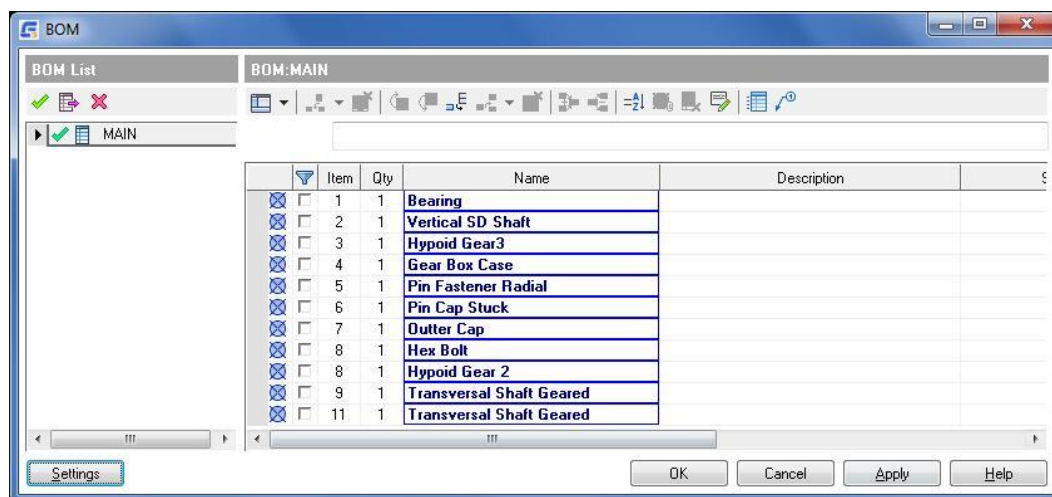 BOM
BOM List
BOM:MAIN
MAIN
Item Qty Name Description
1 1 Bearing
2 1 Vertical SD Shaft
3 1 Hypoid Gear3
4 1 Gear Box Case
5 1 Pin Fastener Radial
6 1 Pin Cap Stuck
7 1 Outter Cap
8 1 Hex Bolt
8 1 Hypoid Gear 2
9 1 Transversal Shaft Geared
11 1 Transversal Shaft Geared
Settings OK Cancel Apply Help